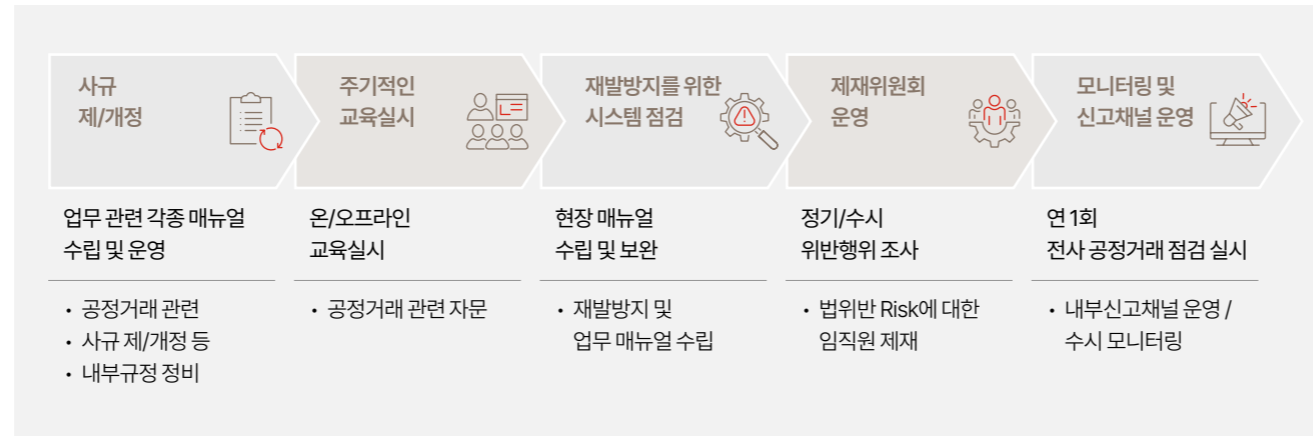 사규
제/개정
주기적인
교육실시
재발방지를 위한
시스템 점검
제재위원회
운영
모니터링 및
신고채널 운영
업무 관련 각종 매뉴얼
수립 및 운영
• 공정거래 관련
• 사규 제/개정 등
• 내부규정 정비
온/오프라인
교육실시
• 공정거래 관련 자문
현장 매뉴얼
수립 및 보완
• 재발방지 및
업무 매뉴얼 수립
정기/수시
위반행위 조사
• 법위반 Risk에 대한
임직원 제재
연 1회
전사 공정거래 점검 실시
• 내부신고채널 운영 /
수시 모니터링